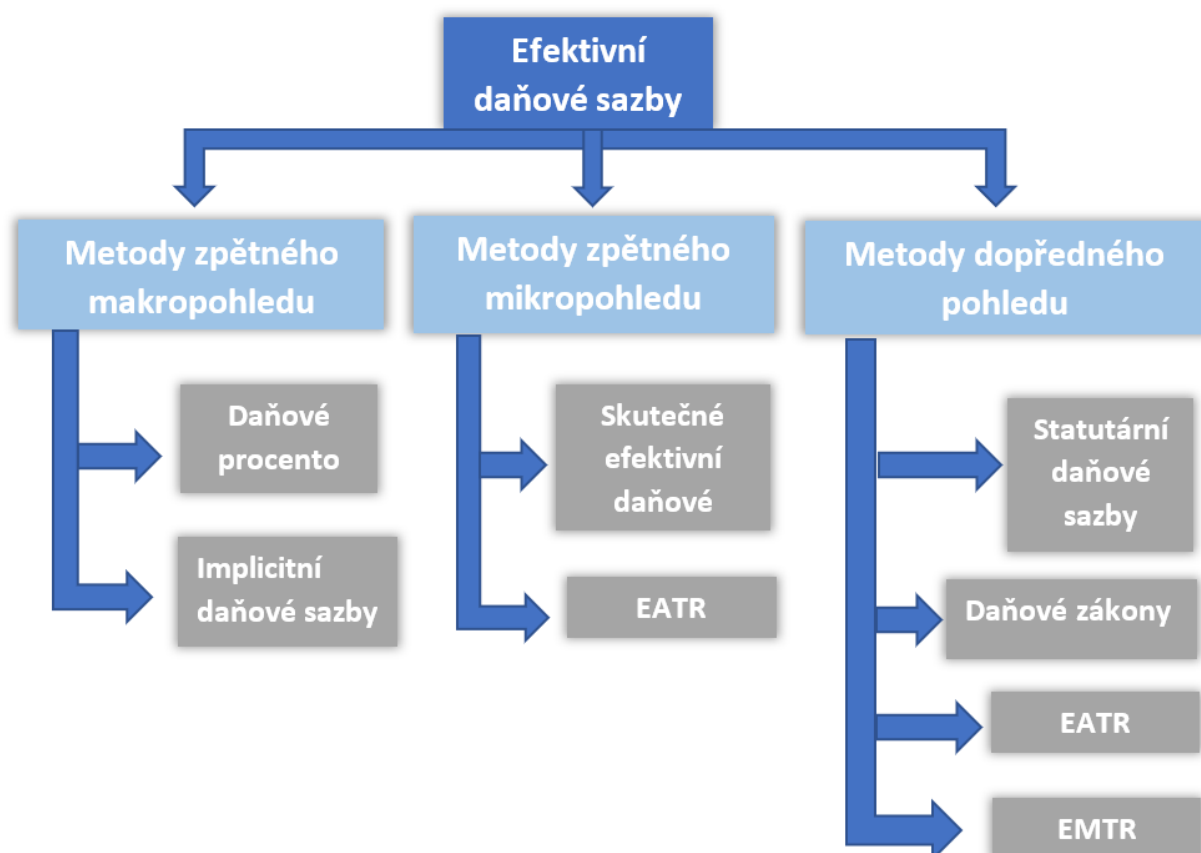 Efektivní
daňové sazby
Metody zpětného
makropohledu
Daňové
procento
Implicitní
daňové sazby
Metody zpětného
mikropohledu
Skutečné
efektivní
daňové
EATR
Metody dopředného
pohledu
Statutární
daňové
sazby
Daňové zákony
EATR
EMTR